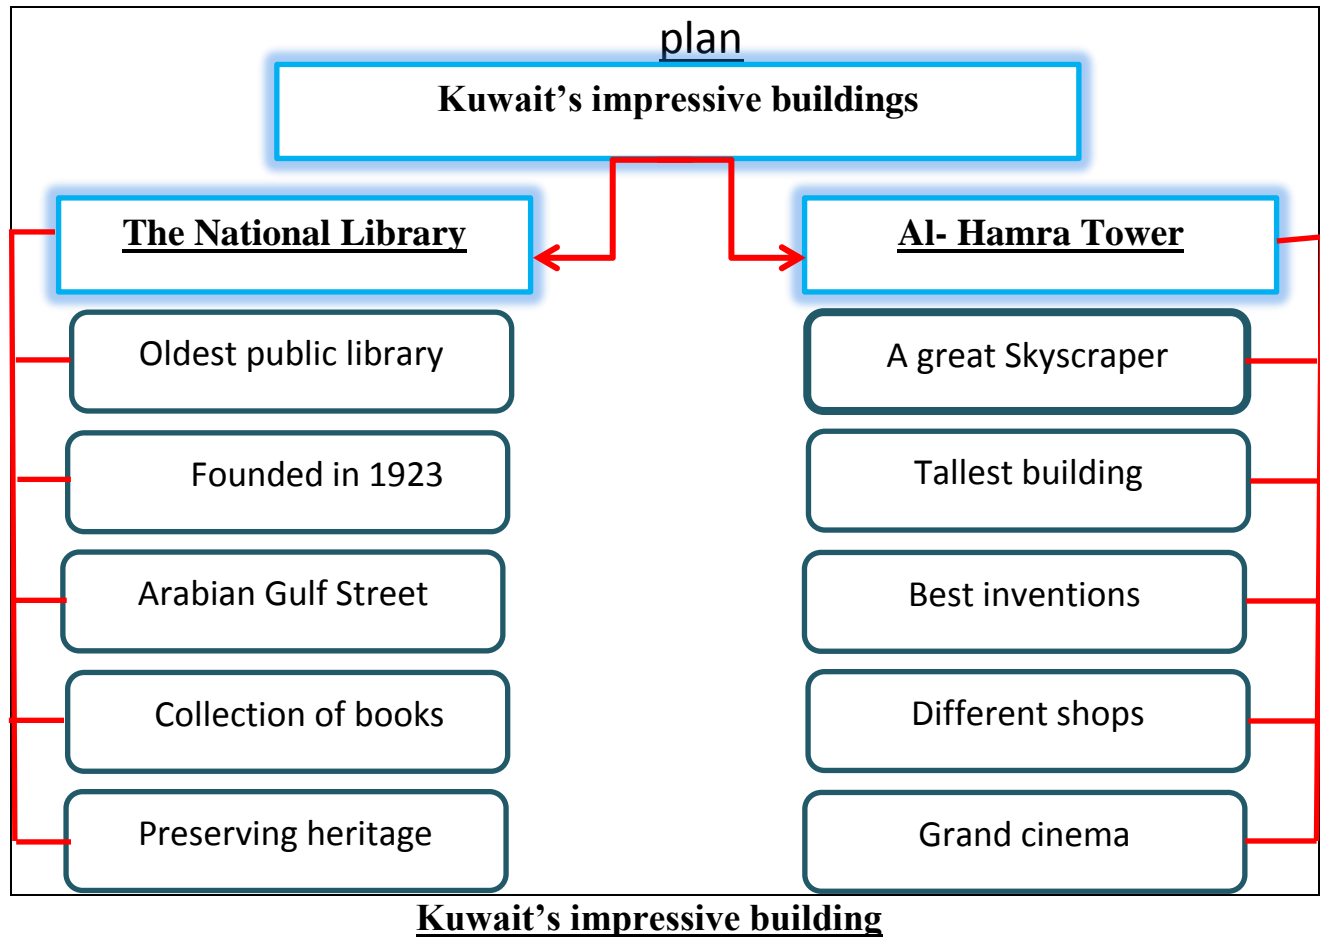 plan
Kuwait's impressive buildings
The National Library
Oldest public library
Founded in 1923
Arabian Gulf Street
Collection of books
Preserving heritage
Al- Hamra Tower
A great Skyscraper
Tallest building
Best inventions
Different shops
Grand cinema
Kuwait's impressive building